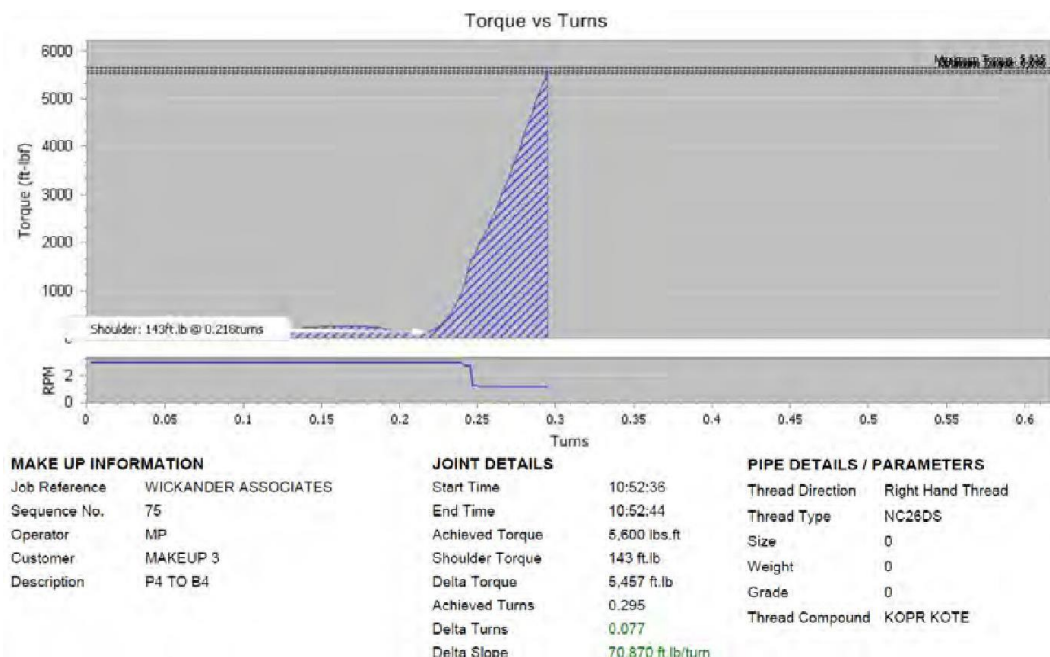 Torque vs Turns
6000
5000
4000
3000
2000
1000
Torque (ft-lbf)
Maximum Torque:
Shoulder: 143ft.lb @ 0.218turns
2
0
RPM
0 0.05 0.1 0.15 0.2 0.25 0.3 0.35 0.4 0.45 0.5 0.55 0.6
Turns
MAKE UP INFORMATION
Job Reference WICKANDER ASSOCIATES
Sequence No. 75
Operator MP
Customer MAKEUP 3
Description P4 TO B4
JOINT DETAILS
Start Time 10:52:36
End Time 10:52:44
Achieved Torque 5,600 lbs.ft
Shoulder Torque 143 ft.lb
Delta Torque 5,457 ft.lb
Achieved Turns 0.295
Delta Turns 0.077
Delta Slope 70,870 ft.lb/turn
PIPE DETAILS / PARAMETERS
Thread Direction Right Hand Thread
Thread Type NC26DS
Size 0
Weight 0
Grade 0
Thread Compound KOPR KOTE